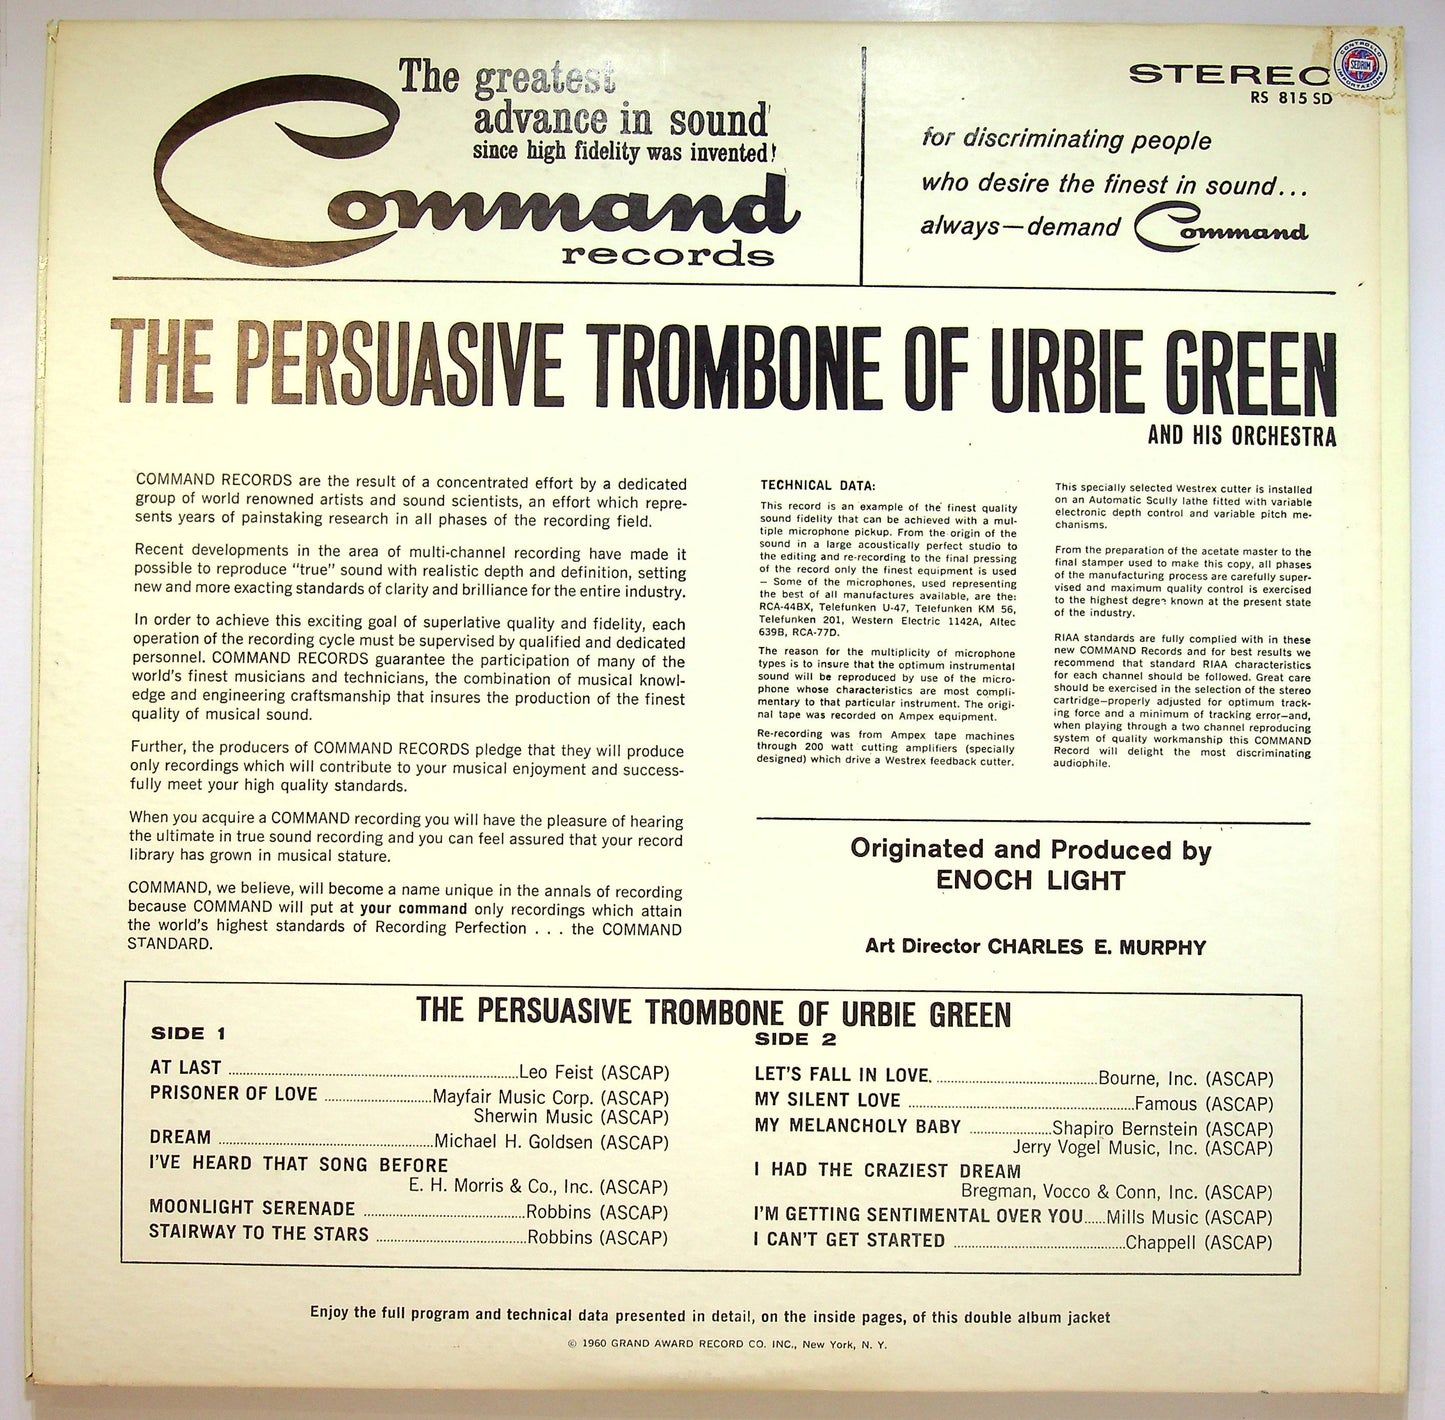 The greatest
advance in sound
since high fidelity was invented!
Command
records
STEREO
RS 815 SD
CONTROLLO
SEDRIM
IMPORTAZIONE
for discriminating people
who desire the finest in sound...
always—demand Command
THE PERSUASIVE TROMBONE OF URBIE GREEN
AND HIS ORCHESTRA
COMMAND RECORDS are the result of a concentrated effort by a dedicated
group of world renowned artists and sound scientists, an effort which repre-
sents years of painstaking research in all phases of the recording field.
Recent developments in the area of multi-channel recording have made it
possible to reproduce "true" sound with realistic depth and definition, setting
new and more exacting standards of clarity and brilliance for the entire industry.
In order to achieve this exciting goal of superlative quality and fidelity, each
operation of the recording cycle must be supervised by qualified and dedicated
personnel. COMMAND RECORDS guarantee the participation of many of the
world's finest musicians and technicians, the combination of musical knowl-
edge and engineering craftsmanship that insures the production of the finest
quality of musical sound.
Further, the producers of COMMAND RECORDS pledge that they will produce
only recordings which will contribute to your musical enjoyment and success-
fully meet your high quality standards.
When you acquire a COMMAND recording you will have the pleasure of hearing
the ultimate in true sound recording and you can feel assured that your record
library has grown in musical stature.
COMMAND, we believe, will become a name unique in the annals of recording
because COMMAND will put at your command only recordings which attain
the world's highest standards of Recording Perfection . . . the COMMAND
STANDARD.
TECHNICAL DATA:
This record is an example of the finest quality
sound fidelity that can be achieved with a mul-
tiple microphone pickup. From the origin of the
sound in a large acoustically perfect studio to
the editing and re-recording to the final pressing
of the record only the finest equipment is used
— Some of the microphones, used representing
the best of all manufactures available, are the:
RCA-44BX, Telefunken U-47, Telefunken KM 56,
Telefunken 201, Western Electric 1142A, Altec
639B, RCA-77D.
The reason for the multiplicity of microphone
types is to insure that the optimum instrumental
sound will be reproduced by use of the micro-
phone whose characteristics are most compli-
mentary to that particular instrument. The origi-
nal tape was recorded on Ampex equipment.
Re-recording was from Ampex tape machines
through 200 watt cutting amplifiers (specially
designed) which drive a Westrex feedback cutter.
This specially selected Westrex cutter is installed
on an Automatic Scully lathe fitted with variable
electronic depth control and variable pitch me-
chanisms.
From the preparation of the acetate master to the
final stamper used to make this copy, all phases
of the manufacturing process are carefully super-
vised and maximum quality control is exercised
to the highest degree known at the present state
of the industry.
RIAA standards are fully complied with in these
new COMMAND Records and for best results we
recommend that standard RIAA characteristics
for each channel should be followed. Great care
should be exercised in the selection of the stereo
cartridge—properly adjusted for optimum track-
ing force and a minimum of tracking error—and,
when playing through a two channel reproducing
system of quality workmanship this COMMAND
Record will delight the most discriminating
audiophile.
Originated and Produced by
ENOCH LIGHT
Art Director CHARLES E. MURPHY
THE PERSUASIVE TROMBONE OF URBIE GREEN
SIDE 1
AT LAST ........ Leo Feist (ASCAP)
PRISONER OF LOVE ........ Mayfair Music Corp. (ASCAP)
Sherwin Music (ASCAP)
DREAM ........ Michael H. Goldsen (ASCAP)
I'VE HEARD THAT SONG BEFORE
E. H. Morris & Co., Inc. (ASCAP)
MOONLIGHT SERENADE ........ Robbins (ASCAP)
STAIRWAY TO THE STARS ........ Robbins (ASCAP)
SIDE 2
LET'S FALL IN LOVE. ........ Bourne, Inc. (ASCAP)
MY SILENT LOVE ........ Famous (ASCAP)
MY MELANCHOLY BABY ........ Shapiro Bernstein (ASCAP)
Jerry Vogel Music, Inc. (ASCAP)
I HAD THE CRAZIEST DREAM
Bregman, Vocco & Conn, Inc. (ASCAP)
I'M GETTING SENTIMENTAL OVER YOU ...... Mills Music (ASCAP)
I CAN'T GET STARTED ........ Chappell (ASCAP)
Enjoy the full program and technical data presented in detail, on the inside pages, of this double album jacket
© 1960 GRAND AWARD RECORD CO. INC., New York, N. Y.